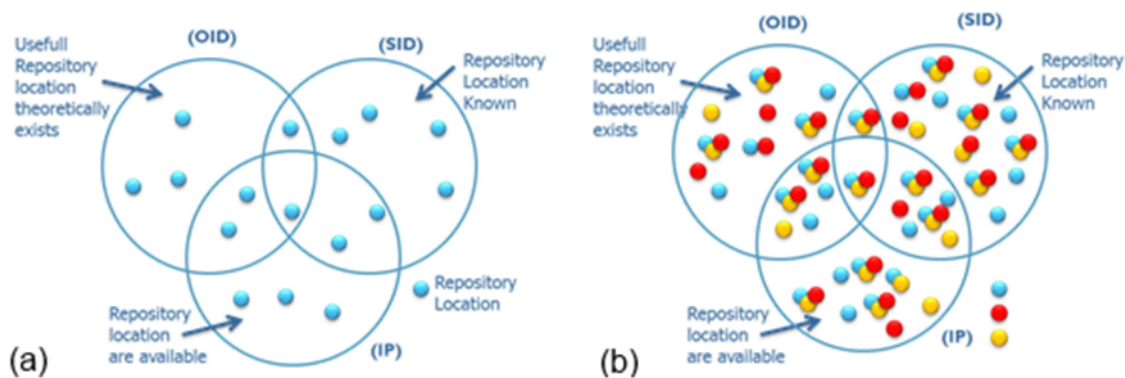 Usefull
Repository
location
theoretically
exists
(OID)
(SID)
Repository
Location
Known
Repository
Location
Repository
location
are available
(IP)
(a)
Usefull
Repository
location
theoretically
exists
(OID)
(SID)
Repository
Location
Known
Repository
location
are available
(IP)
(b)